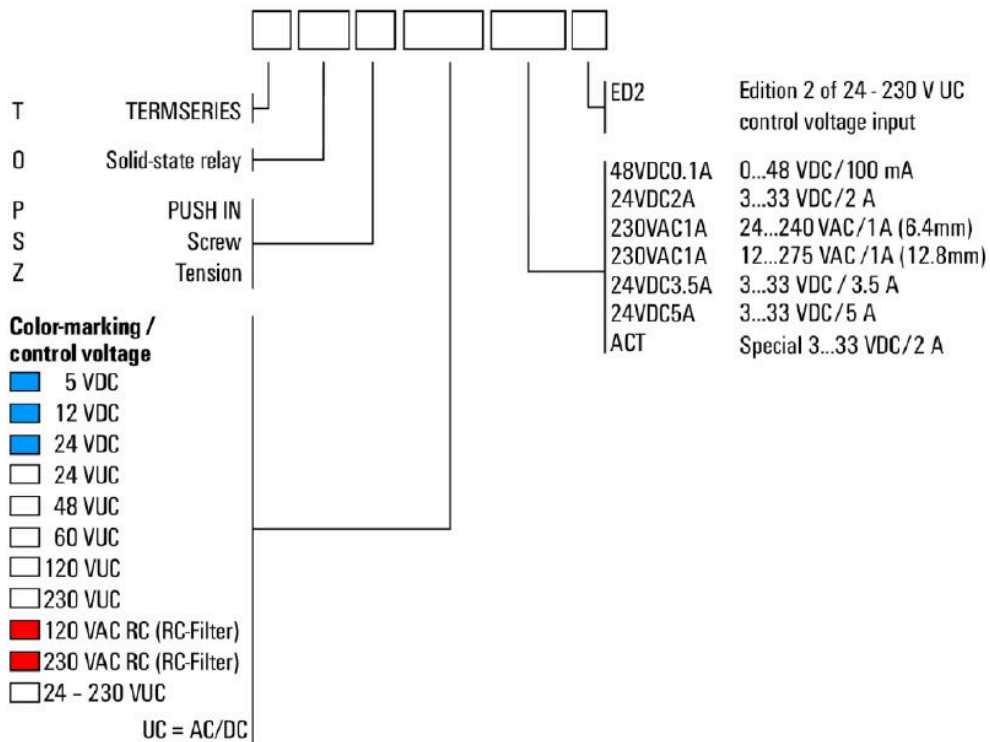 T TERMSERIES
O Solid-state relay
P PUSH IN
S Screw
Z Tension
Color-marking /
control voltage
5 VDC
12 VDC
24 VDC
24 VUC
48 VUC
60 VUC
120 VUC
230 VUC
120 VAC RC (RC-Filter)
230 VAC RC (RC-Filter)
24 – 230 VUC
UC = AC/DC
ED2 Edition 2 of 24 - 230 V UC
control voltage input
48VDC0.1A 0...48 VDC/100 mA
24VDC2A 3...33 VDC/2 A
230VAC1A 24...240 VAC/1A (6.4mm)
230VAC1A 12...275 VAC /1A (12.8mm)
24VDC3.5A 3...33 VDC / 3.5 A
24VDC5A 3...33 VDC/5 A
ACT Special 3...33 VDC/2 A